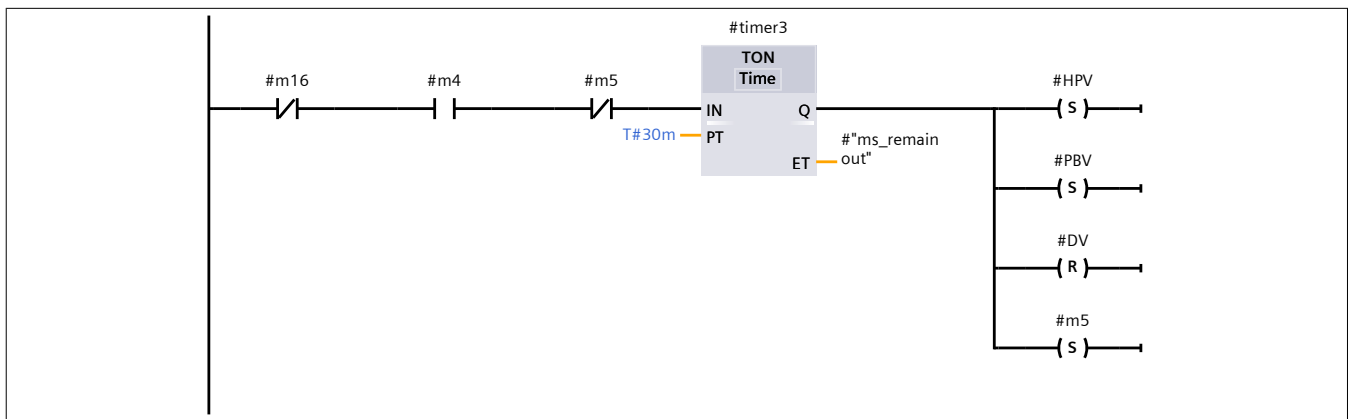 #timer3
TON
Time
#m16
#m4
#m5
#HPV
IN
Q
( S )
T#30m
PT
#"ms_remain
out"
ET
#PBV
( S )
#DV
( R )
#m5
( S )